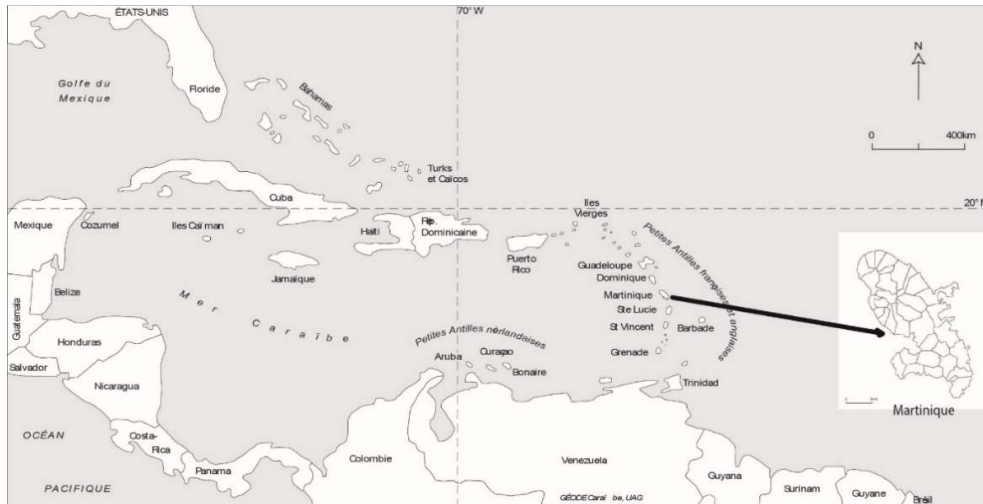 ÉTATS-UNIS
70° W
Golfe du
Mexique
Floride
Bahamas
N
0 400km
Turks
et Caïcos
Cuba
Iles
Vierges
20° N
Mexique
Cozumel
Iles Caïman
Haïti
Rép.
Dominicaine
Puerto
Rico
Jamaïque
Petites Antilles françaises et anglaises
Guadeloupe
Dominique
Martinique
Ste Lucie
St Vincent
Barbade
Grenade
Belize
Guatemala
Mer Caraïbe
Honduras
Salvador
Nicaragua
Petites Antilles néerlandaises
Aruba
Curaçao
Bonaire
Trinidad
Martinique
OCÉAN
PACIFIQUE
Costa-
Rica
Panama
Colombie
Venezuela
Guyana
Surinam
Guyane
Brésil